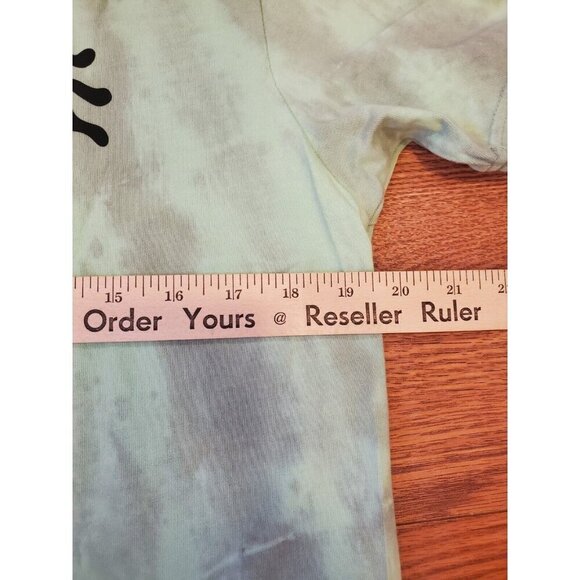 15 16 17 18 19 20 21
Order Yours @ Reseller Ruler